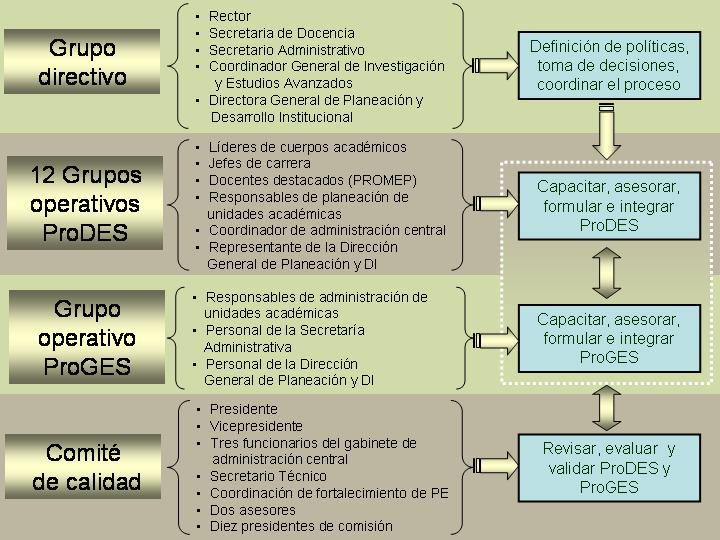 Grupo
directivo
• Rector
• Secretaria de Docencia
• Secretario Administrativo
• Coordinador General de Investigación
y Estudios Avanzados
• Directora General de Planeación y
Desarrollo Institucional
Definición de políticas,
toma de decisiones,
coordinar el proceso
12 Grupos
operativos
ProDES
• Líderes de cuerpos académicos
• Jefes de carrera
• Docentes destacados (PROMEP)
• Responsables de planeación de
unidades académicas
• Coordinador de administración central
• Representante de la Dirección
General de Planeación y DI
Capacitar, asesorar,
formular e integrar
ProDES
Grupo
operativo
ProGES
• Responsables de administración de
unidades académicas
• Personal de la Secretaría
Administrativa
• Personal de la Dirección
General de Planeación y DI
Capacitar, asesorar,
formular e integrar
ProGES
Comité
de calidad
• Presidente
• Vicepresidente
• Tres funcionarios del gabinete de
administración central
• Secretario Técnico
• Coordinación de fortalecimiento de PE
• Dos asesores
• Diez presidentes de comisión
Revisar, evaluar y
validar ProDES y
ProGES